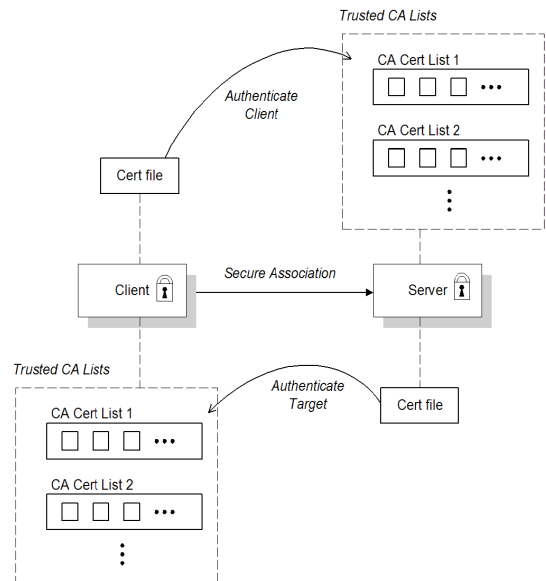 Trusted CA Lists
CA Cert List 1
Authenticate
Client
CA Cert List 2
Cert file
Secure Association
Client
Server
Trusted CA Lists
Authenticate
Target
Cert file
CA Cert List 1
CA Cert List 2